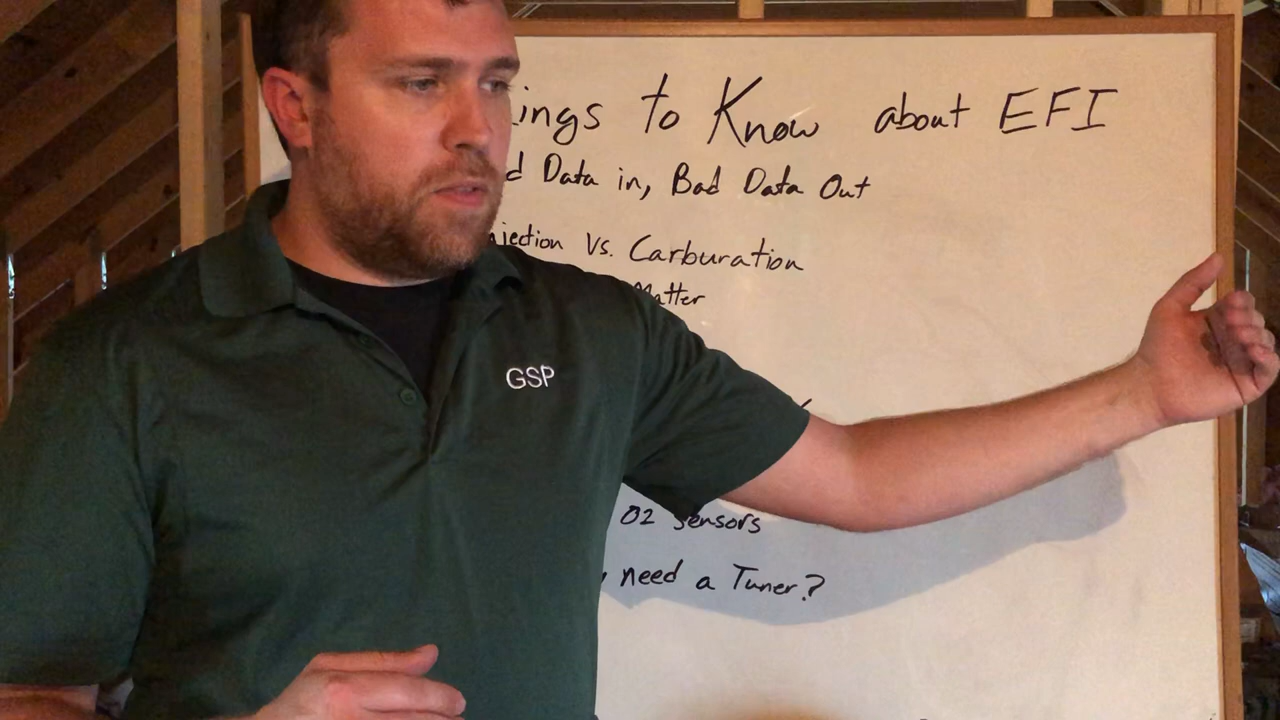 ings to Know about EFI
d Data in, Bad Data Out
jection Vs. Carburation
Matter
GSP
O2 Sensors
need a Tuner?